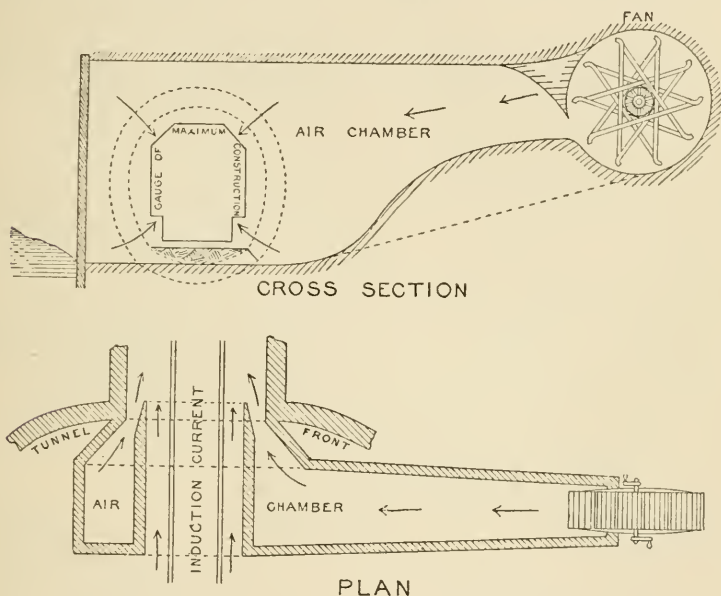 FAN
AIR CHAMBER
MAXIMUM
GAUGE OF
CONSTRUCTION
CROSS SECTION
TUNNEL
FRONT
INDUCTION CURRENT
AIR
CHAMBER
PLAN